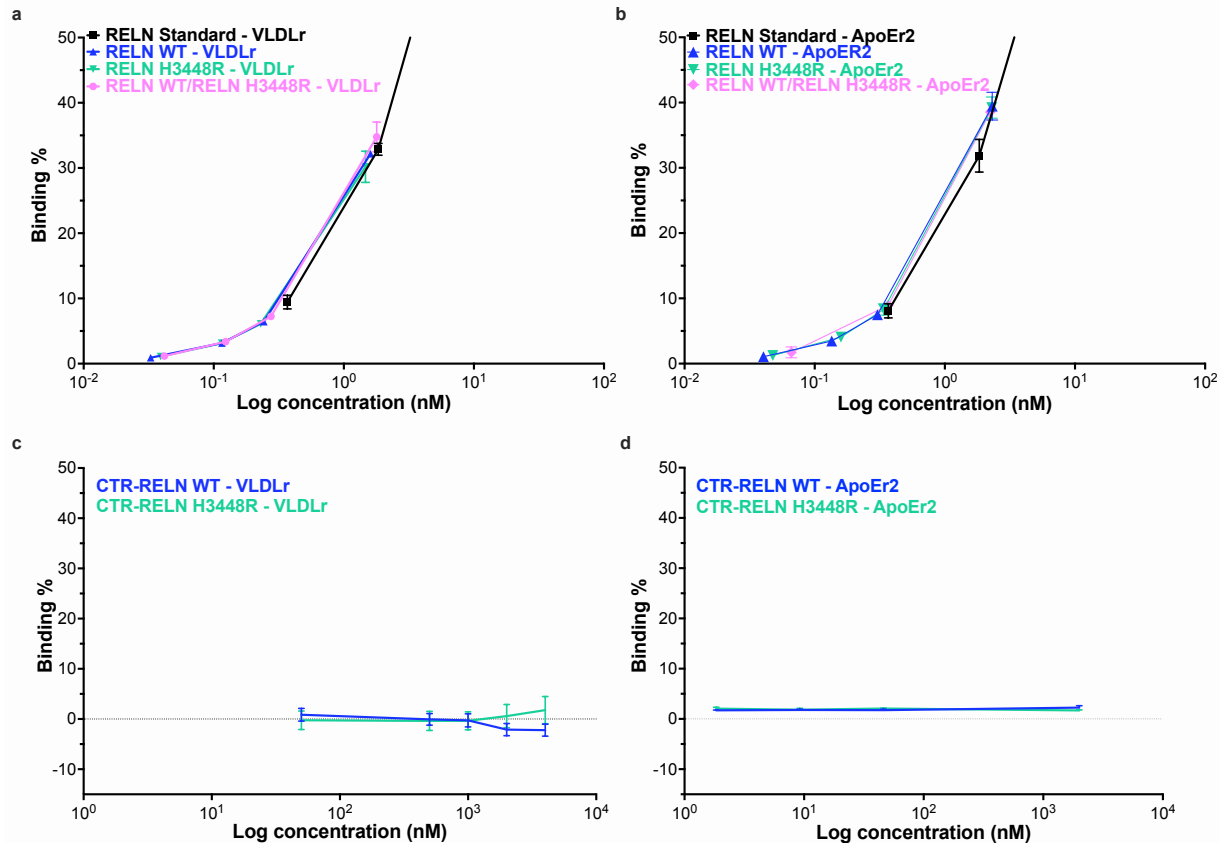 a
RELN Standard - VLDLr
RELN WT - VLDLr
RELN H3448R - VLDLr
RELN WT/RELN H3448R - VLDLr
Binding %
50
40
30
20
10
0
10-2
10-1
100
101
102
Log concentration (nM)
b
RELN Standard - ApoEr2
RELN WT - ApoER2
RELN H3448R - ApoEr2
RELN WT/RELN H3448R - ApoEr2
Binding %
50
40
30
20
10
0
10-2
10-1
100
101
102
Log concentration (nM)
c
CTR-RELN WT - VLDLr
CTR-RELN H3448R - VLDLr
Binding %
50
40
30
20
10
0
-10
100
101
102
103
104
Log concentration (nM)
d
CTR-RELN WT - ApoEr2
CTR-RELN H3448R - ApoEr2
Binding %
50
40
30
20
10
0
-10
100
101
102
103
104
Log concentration (nM)